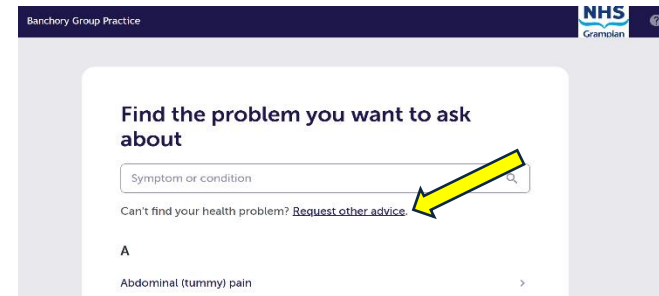 Banchory Group Practice
NHS
Grampian
Find the problem you want to ask
about
Symptom or condition
Can't find your health problem? Request other advice.
A
Abdominal (tummy) pain